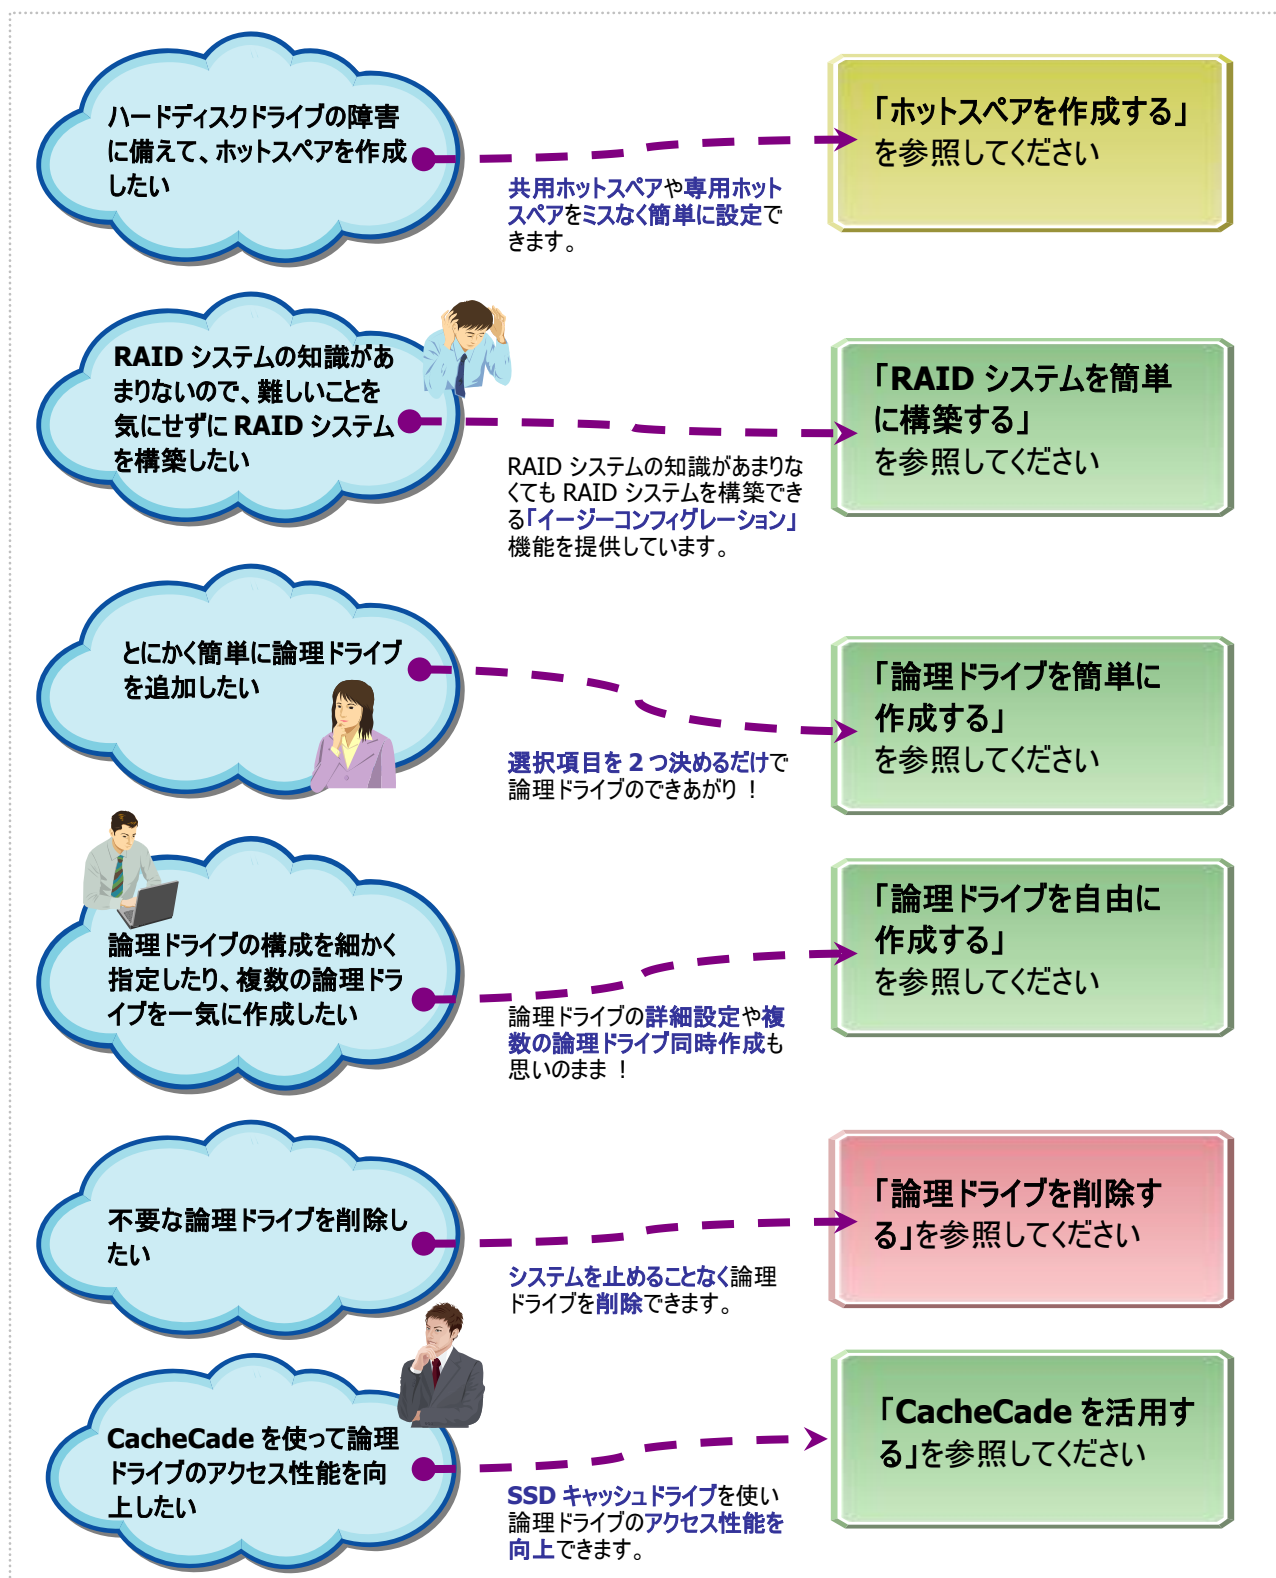 ハードディスクドライブの障害
に備えて、ホットスペアを作成
したい
共用ホットスペアや専用ホット
スペアをミスなく簡単に設定で
きます。
「ホットスペアを作成する」
を参照してください
RAID システムの知識があ
まりないので、難しいことを
気にせずに RAID システム
を構築したい
RAID システムの知識があまりな
くても RAID システムを構築でき
る「イージーコンフィグレーション」
機能を提供しています。
「RAID システムを簡単
に構築する」
を参照してください
とにかく簡単に論理ドライブ
を追加したい
選択項目を 2 つ決めるだけで
論理ドライブのできあがり！
「論理ドライブを簡単に
作成する」
を参照してください
論理ドライブの構成を細かく
指定したり、複数の論理ドラ
イブを一気に作成したい
論理ドライブの詳細設定や複
数の論理ドライブ同時作成も
思いのまま！
「論理ドライブを自由に
作成する」
を参照してください
不要な論理ドライブを削除し
たい
システムを止めることなく論理
ドライブを削除できます。
「論理ドライブを削除す
る」を参照してください
CacheCade を使って論理
ドライブのアクセス性能を向
上したい
SSD キャッシュドライブを使い
論理ドライブのアクセス性能を
向上できます。
「CacheCade を活用す
る」を参照してください